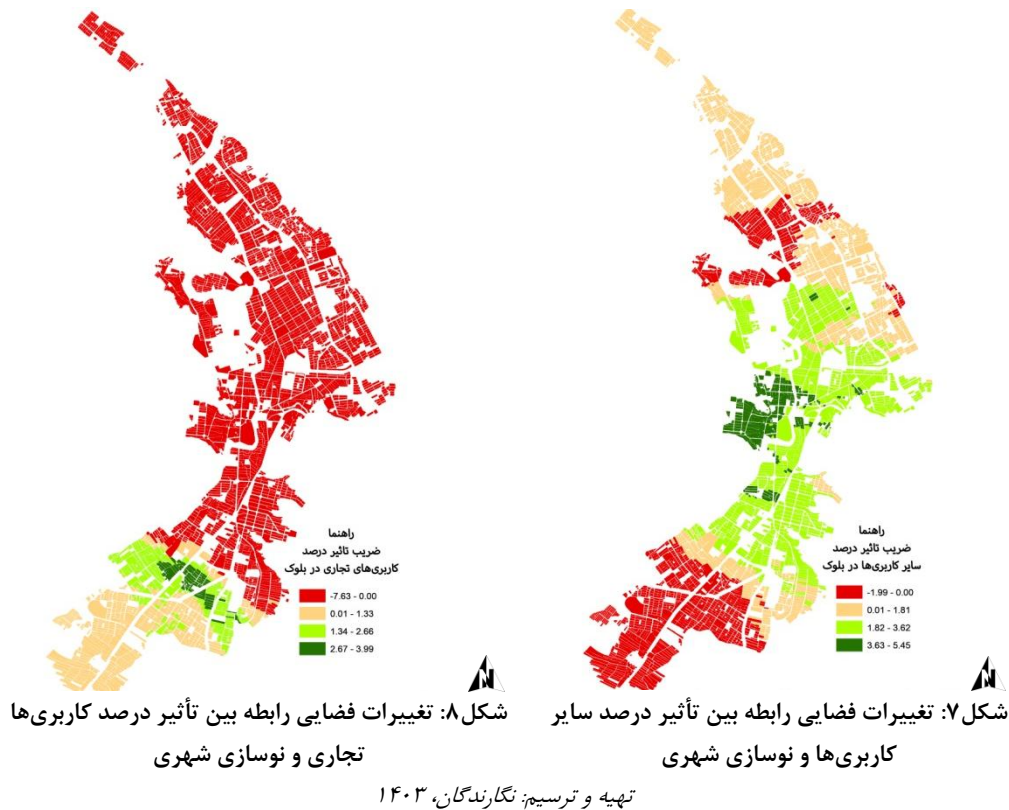 راهنما
ضریب تاثیر درصد
سایر کاربری‌ها در بلوک
-1.99 - 0.00
0.01 - 1.81
1.82 - 3.62
3.63 - 5.45
N
شکل۷: تغییرات فضایی رابطه بین تأثیر درصد سایر
کاربری‌ها و نوسازی شهری
راهنما
ضریب تاثیر درصد
کاربری‌های تجاری در بلوک
-7.63 - 0.00
0.01 - 1.33
1.34 - 2.66
2.67 - 3.99
N
شکل۸: تغییرات فضایی رابطه بین تأثیر درصد کاربری‌ها
تجاری و نوسازی شهری
تهیه و ترسیم: نگارندگان، ۱۴۰۳